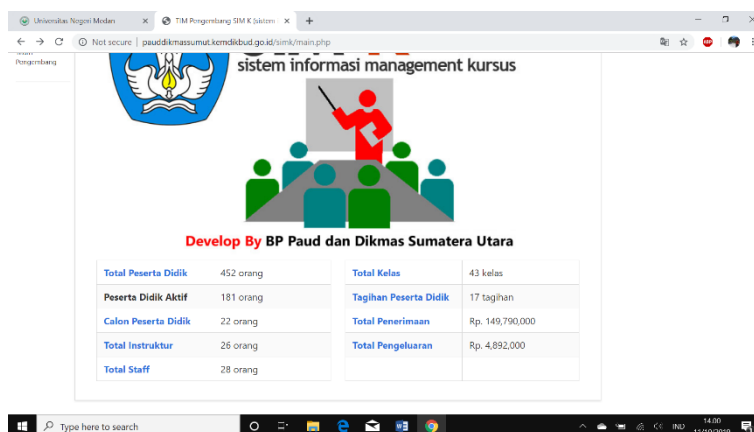 Universitas Negeri Medan
TIM Pengembang SIM K (sistem
Not secure | pauddikmassumut.kemdikbud.go.id/simk/main.php
Pengembang
sistem informasi management kursus
Develop By BP Paud dan Dikmas Sumatera Utara
Total Peserta Didik 452 orang Total Kelas 43 kelas
Peserta Didik Aktif 181 orang Tagihan Peserta Didik 17 tagihan
Calon Peserta Didik 22 orang Total Penerimaan Rp. 149,790,000
Total Instruktur 26 orang Total Pengeluaran Rp. 4,892,000
Total Staff 28 orang
Type here to search
IND
14.00
11/10/2019